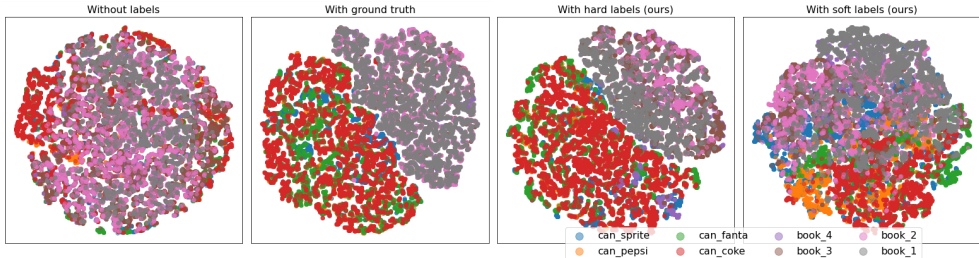 Without labels
With ground truth
With hard labels (ours)
With soft labels (ours)
can_sprite can_fanta book_4 book_2
can_pepsi can_coke book_3 book_1